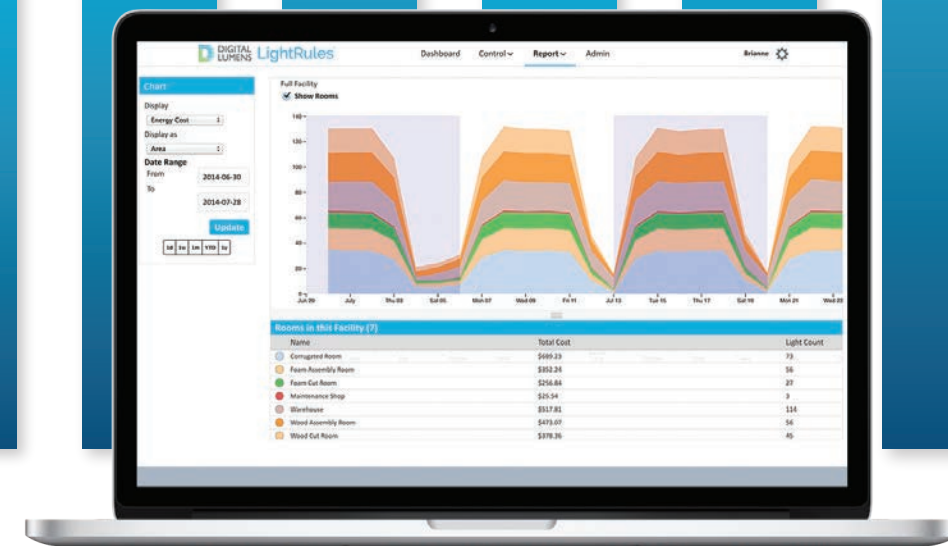 DIGITAL LUMENS LightRules
Dashboard Control Report Admin
Brianne
Chart
Display
Energy Cost
Display as
Area
Date Range
From
2014-06-30
To
2014-07-28
Update
1d 1w 1m YTD 1y
Full Facility
Show Rooms
140
120
100
80
60
40
20
0
Jun 29 July Thu 03 Sat 05 Mon 07 Wed 09 Fri 11 Jul 13 Tue 15 Thu 17 Sat 19 Mon 21 Wed 23
Rooms in this Facility (7)
Name Total Cost Light Count
Corrugated Room $689.23 73
Foam Assembly Room $352.24 56
Foam Cut Room $256.84 27
Maintenance Shop $25.54 3
Warehouse $517.81 114
Wood Assembly Room $473.07 56
Wood Cut Room $378.36 45